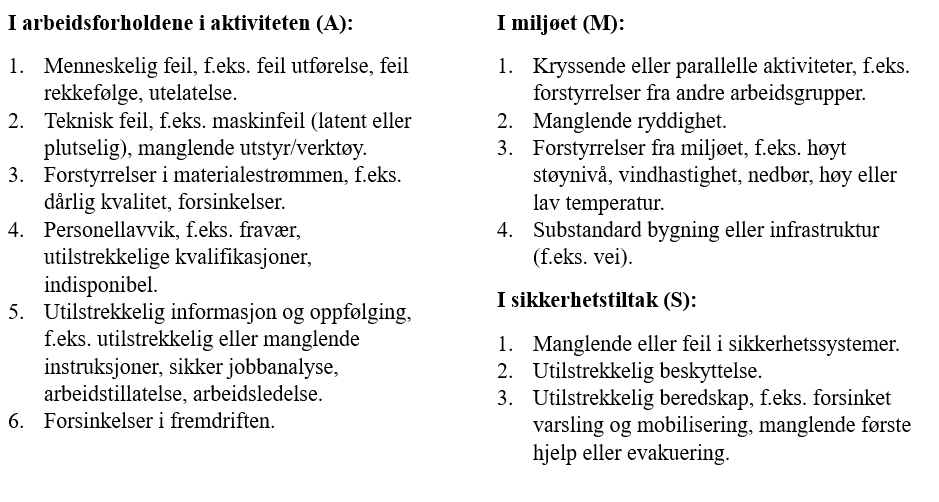 I arbeidsforholdene i aktiviteten (A):
1. Menneskelig feil, f.eks. feil utførelse, feil
rekkefølge, utelatelse.
2. Teknisk feil, f.eks. maskinfeil (latent eller
plutselig), manglende utstyr/verktøy.
3. Forstyrrelser i materialestrømmen, f.eks.
dårlig kvalitet, forsinkelser.
4. Personellavvik, f.eks. fravær,
utilstrekkelige kvalifikasjoner,
indisponibel.
5. Utilstrekkelig informasjon og oppfølging,
f.eks. utilstrekkelig eller manglende
instruksjoner, sikker jobbanalyse,
arbeidstillatelse, arbeidsledelse.
6. Forsinkelser i fremdriften.
I miljøet (M):
1. Kryssende eller parallelle aktiviteter, f.eks.
forstyrrelser fra andre arbeidsgrupper.
2. Manglende ryddighet.
3. Forstyrrelser fra miljøet, f.eks. høyt
støynivå, vindhastighet, nedbør, høy eller
lav temperatur.
4. Substandard bygning eller infrastruktur
(f.eks. vei).
I sikkerhetstiltak (S):
1. Manglende eller feil i sikkerhetssystemer.
2. Utilstrekkelig beskyttelse.
3. Utilstrekkelig beredskap, f.eks. forsinket
varsling og mobilisering, manglende første
hjelp eller evakuering.